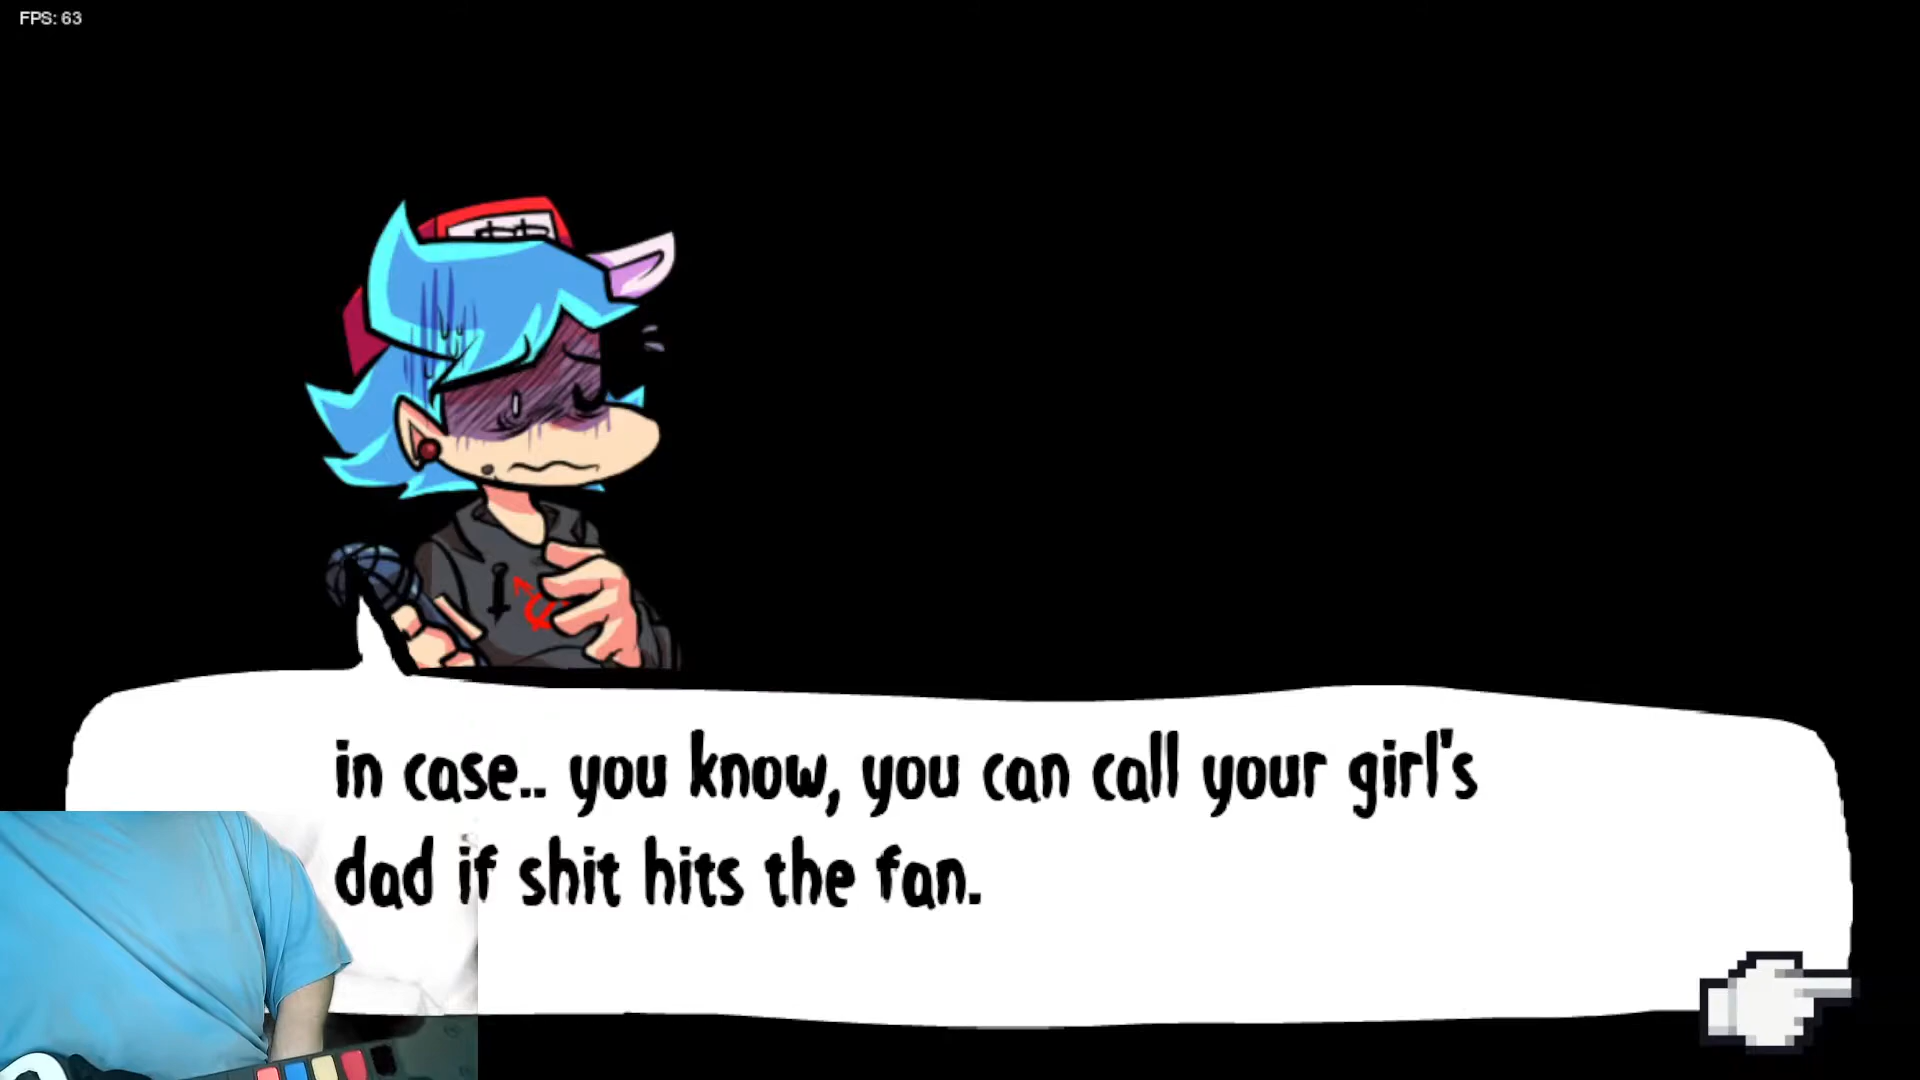 FPS: 63
in case.. you know, you can call your girl's
dad if shit hits the fan.